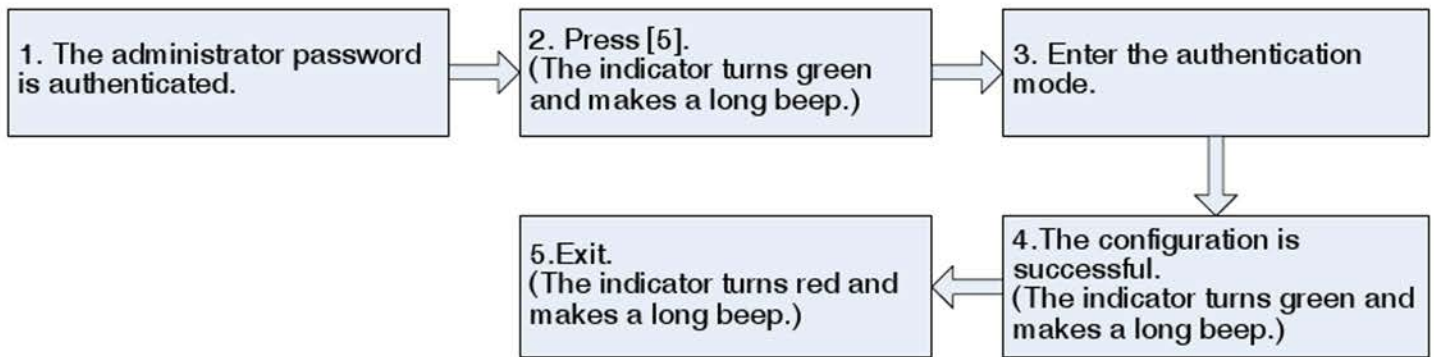 1. The administrator password
is authenticated.
2. Press [5].
(The indicator turns green
and makes a long beep.)
3. Enter the authentication
mode.
4.The configuration is
successful.
(The indicator turns green and
makes a long beep.)
5.Exit.
(The indicator turns red and
makes a long beep.)